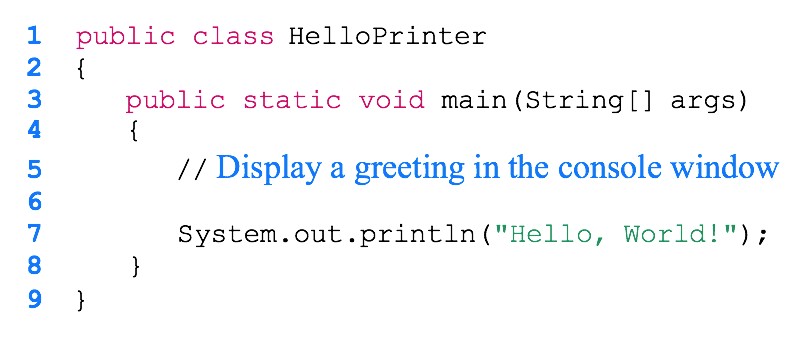 1 public class HelloPrinter
2 {
3 public static void main(String[] args)
4 {
5 // Display a greeting in the console window
6
7 System.out.println("Hello, World!");
8 }
9 }